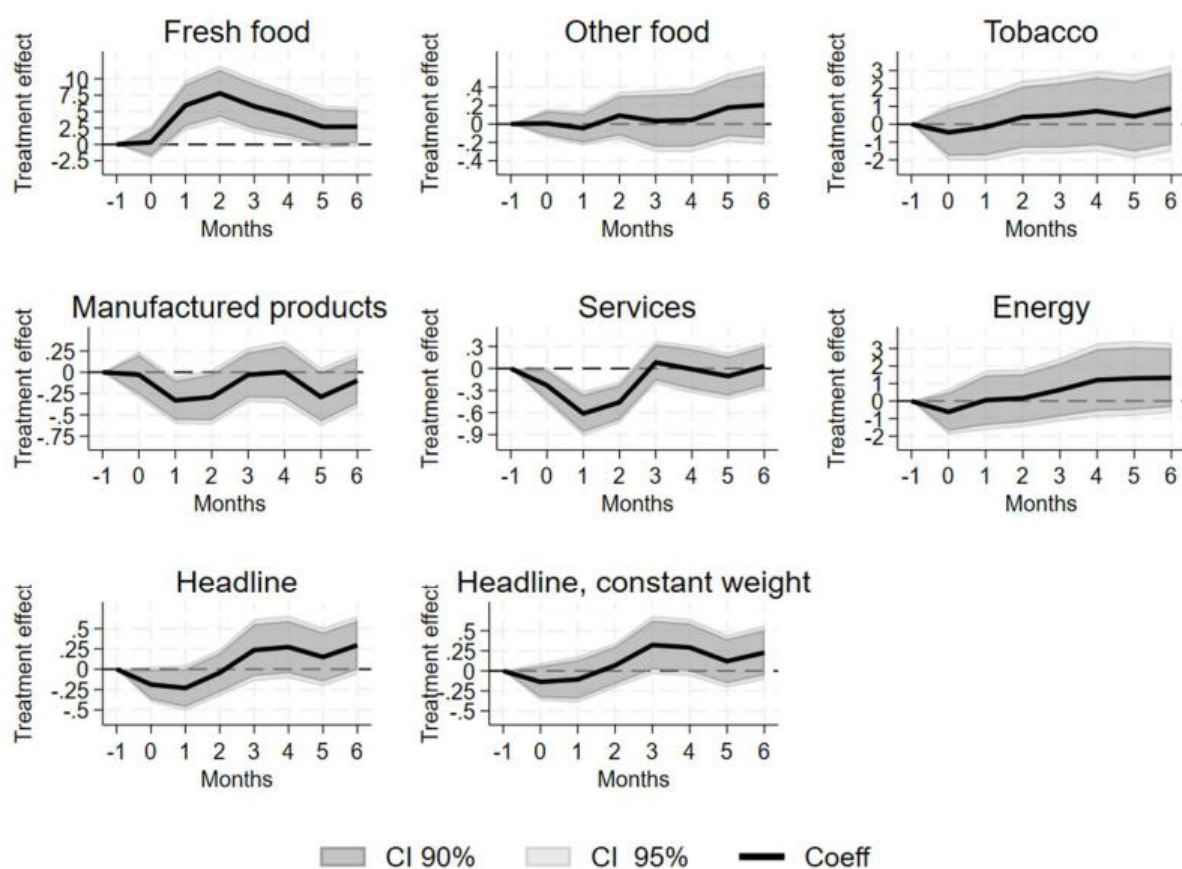 Fresh food
Treatment effect
10
7.5
5
2.5
0
-2.5
-1 0 1 2 3 4 5 6
Months
Other food
Treatment effect
.4
.2
0
-.2
-.4
-1 0 1 2 3 4 5 6
Months
Tobacco
Treatment effect
3
2
1
0
-1
-2
-1 0 1 2 3 4 5 6
Months
Manufactured products
Treatment effect
.25
0
-.25
-.5
-.75
-1 0 1 2 3 4 5 6
Months
Services
Treatment effect
.3
0
-.3
-.6
-.9
-1 0 1 2 3 4 5 6
Months
Energy
Treatment effect
3
2
1
0
-1
-2
-1 0 1 2 3 4 5 6
Months
Headline
Treatment effect
.5
.25
0
-.25
-.5
-1 0 1 2 3 4 5 6
Months
Headline, constant weight
Treatment effect
.5
.25
0
-.25
-.5
-1 0 1 2 3 4 5 6
Months
CI 90% CI 95% Coeff